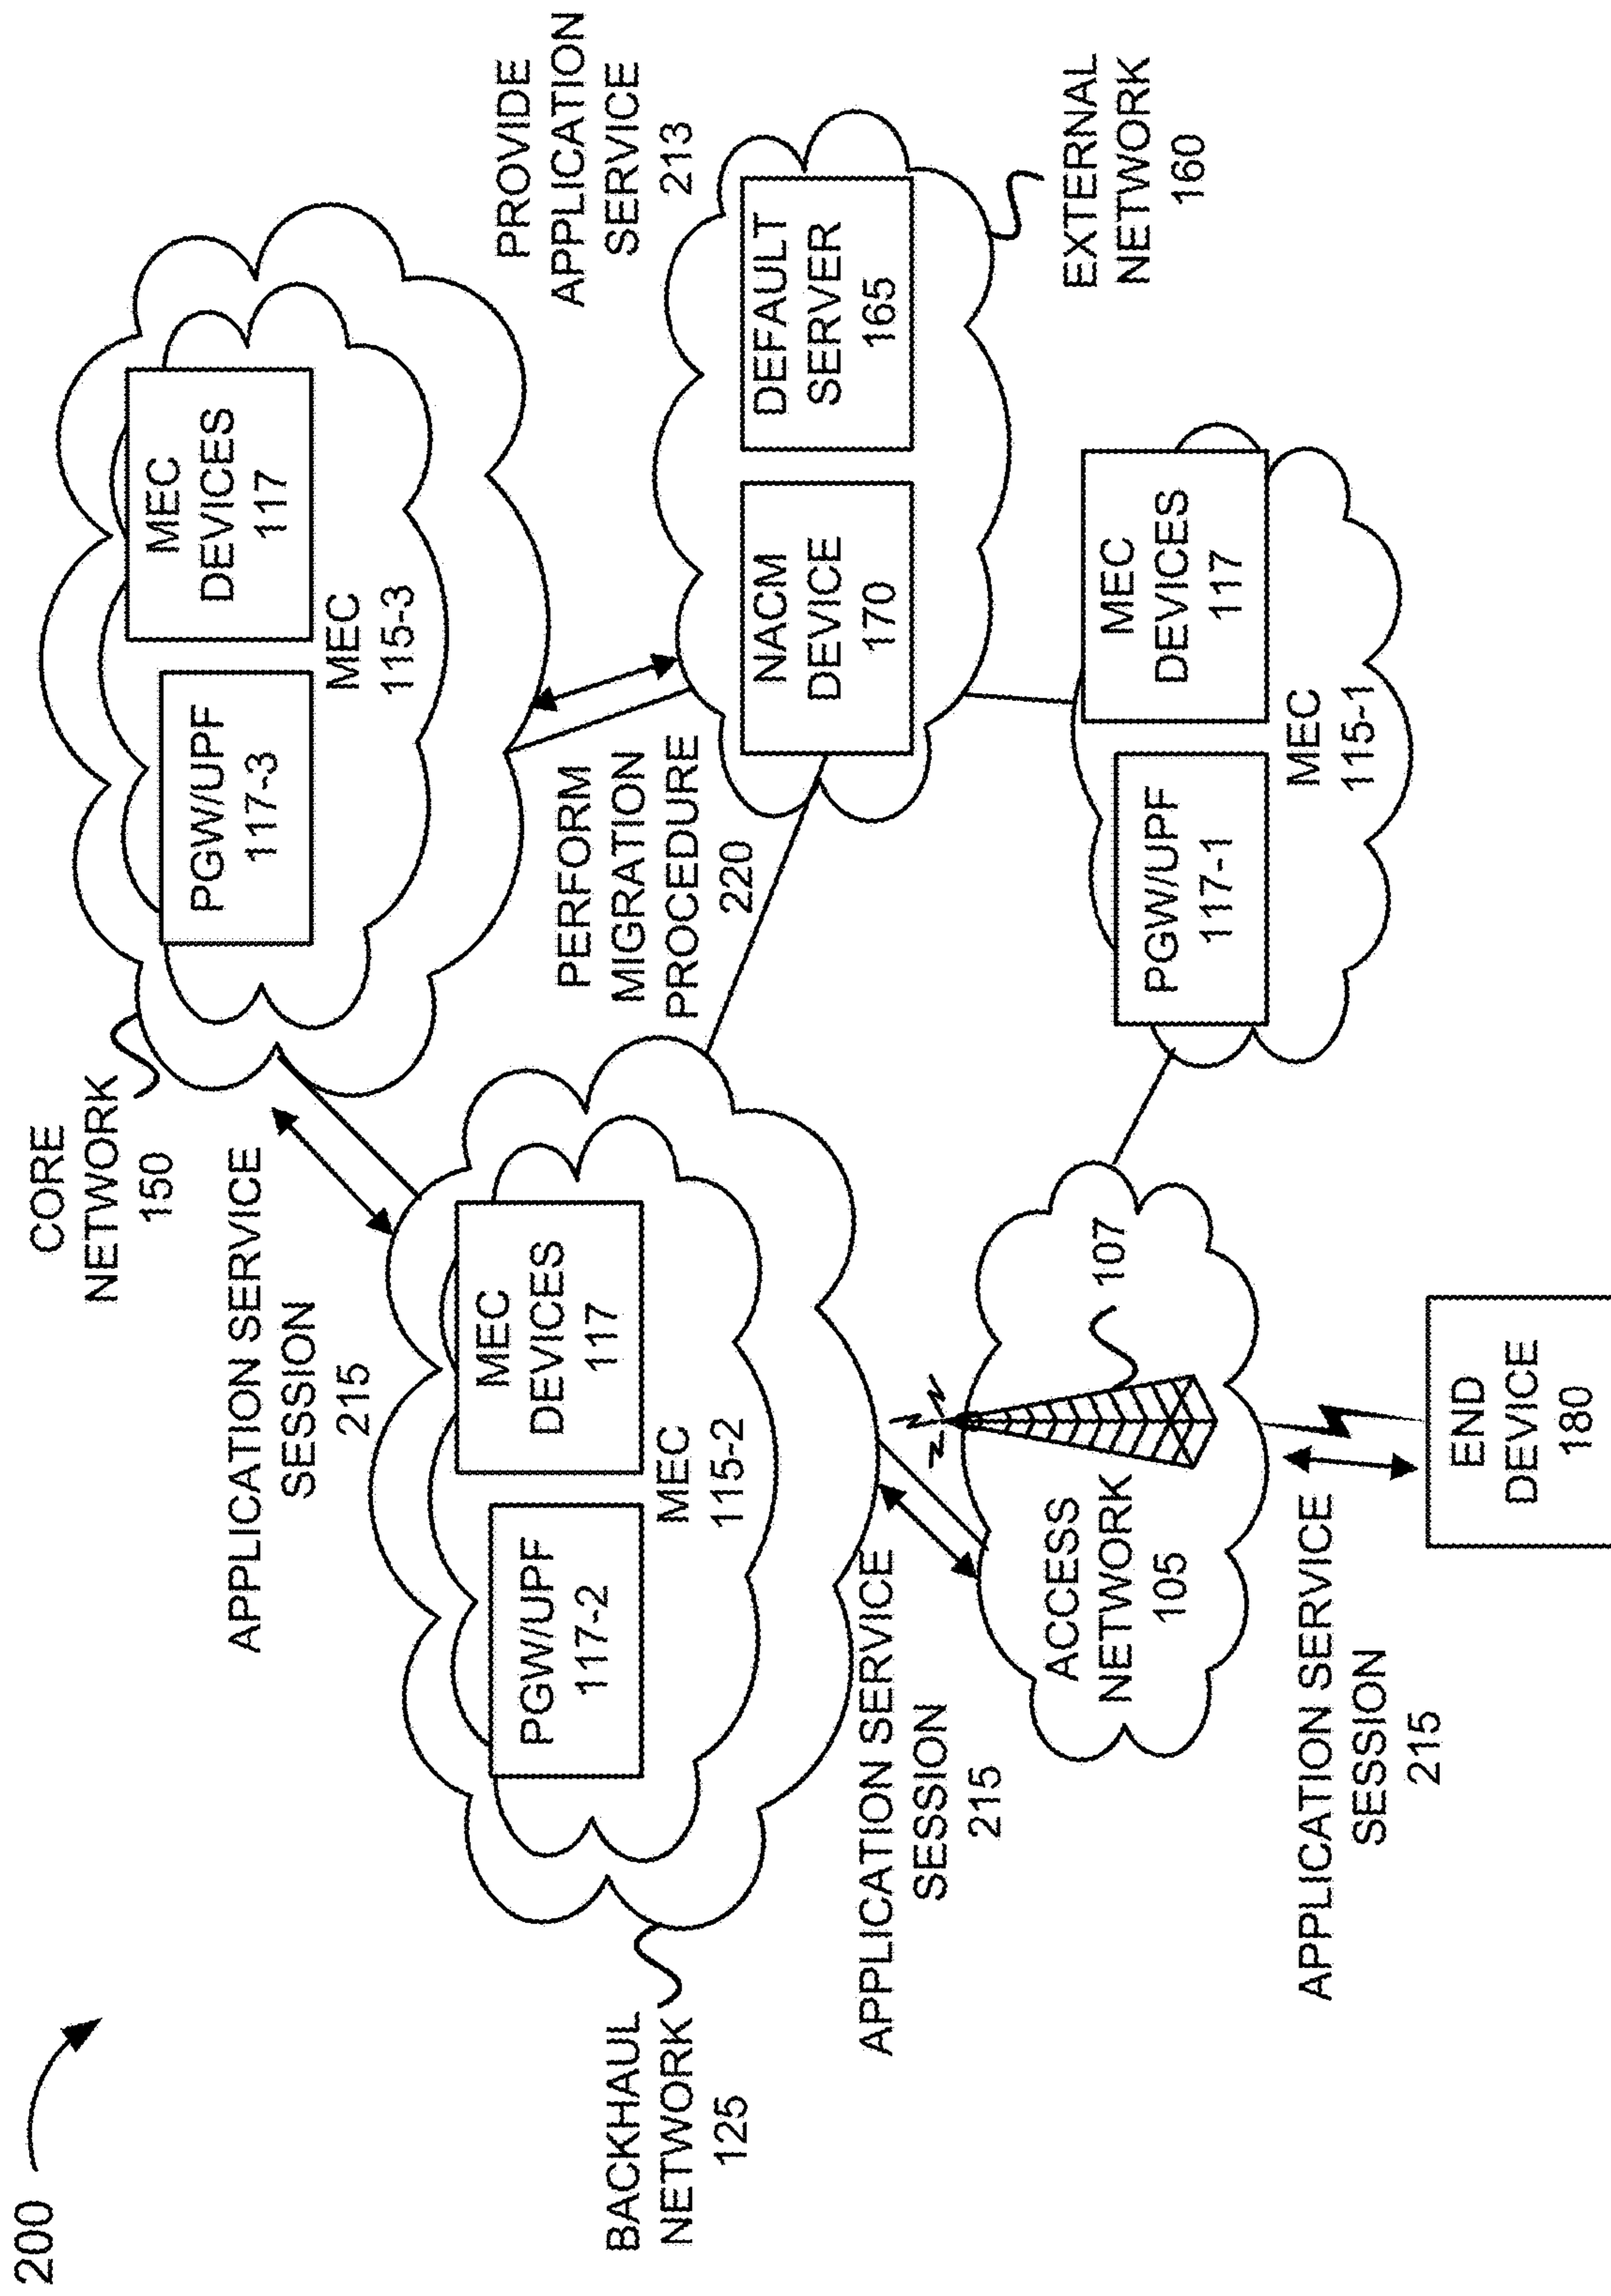 200
CORE
NETWORK
150
APPLICATION SERVICE
SESSION
215
PGW/UPF
117-3
MEC
DEVICES
117
MEC
115-3
BACKHAUL
NETWORK
125
PGW/UPF
117-2
MEC
DEVICES
117
MEC
115-2
PERFORM
MIGRATION
PROCEDURE
220
PROVIDE
APPLICATION
SERVICE
213
NACM
DEVICE
170
DEFAULT
SERVER
165
EXTERNAL
NETWORK
160
APPLICATION SERVICE
SESSION
215
ACCESS
NETWORK
105
107
PGW/UPF
117-1
MEC
DEVICES
117
MEC
115-1
APPLICATION SERVICE
SESSION
215
END
DEVICE
180